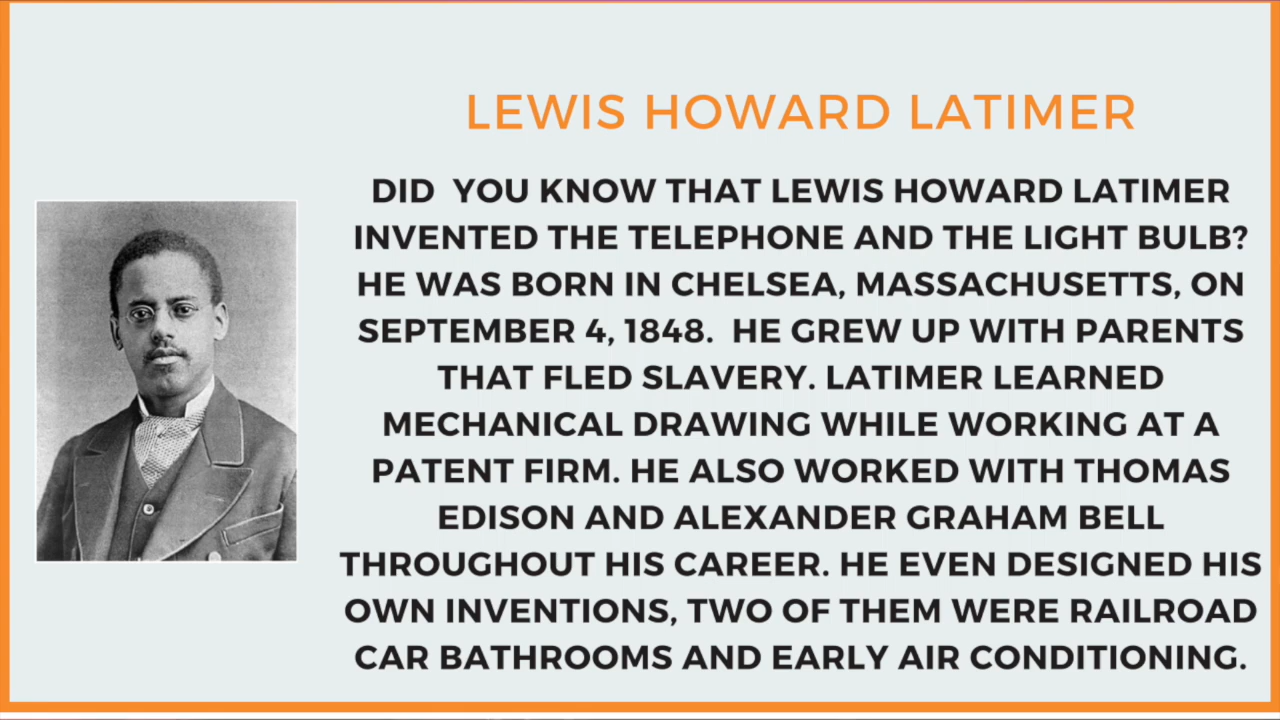 LEWIS HOWARD LATIMER
DID YOU KNOW THAT LEWIS HOWARD LATIMER
INVENTED THE TELEPHONE AND THE LIGHT BULB?
HE WAS BORN IN CHELSEA, MASSACHUSETTS, ON
SEPTEMBER 4, 1848. HE GREW UP WITH PARENTS
THAT FLED SLAVERY. LATIMER LEARNED
MECHANICAL DRAWING WHILE WORKING AT A
PATENT FIRM. HE ALSO WORKED WITH THOMAS
EDISON AND ALEXANDER GRAHAM BELL
THROUGHOUT HIS CAREER. HE EVEN DESIGNED HIS
OWN INVENTIONS, TWO OF THEM WERE RAILROAD
CAR BATHROOMS AND EARLY AIR CONDITIONING.